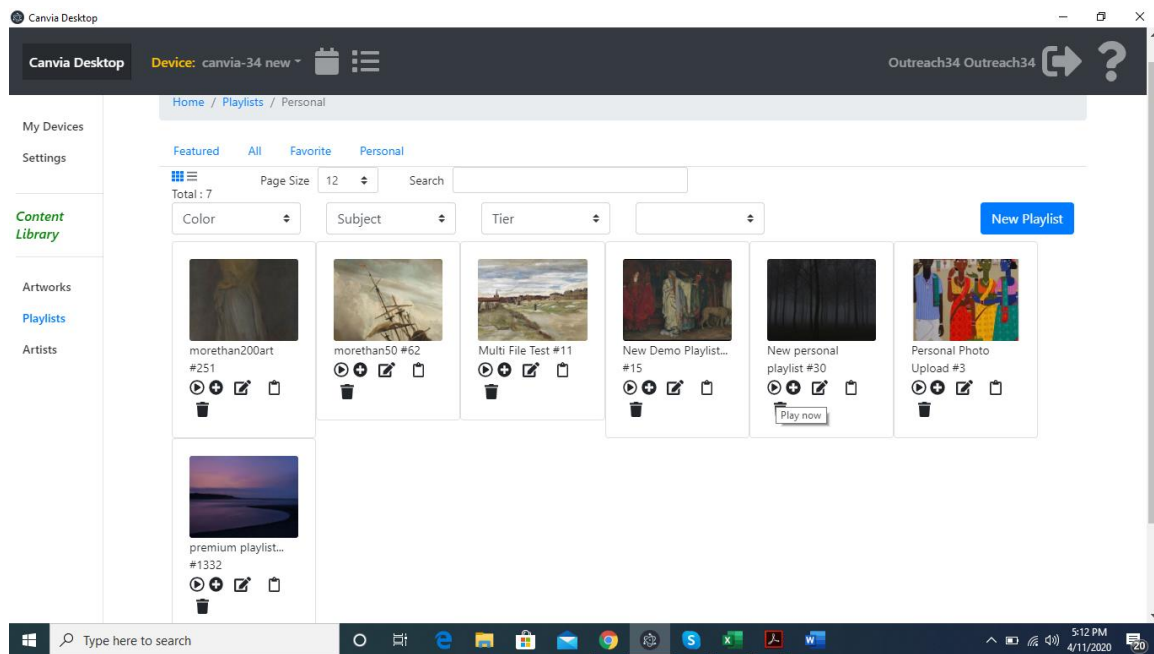 Canvia Desktop
Canvia Desktop Device: canvia-34 new Outreach34 Outreach34
Home / Playlists / Personal
My Devices
Settings
Content
Library
Artworks
Playlists
Artists
Featured All Favorite Personal
Page Size 12 Search
Total : 7
Color Subject Tier New Playlist
morethan200art
#251
morethan50 #62
Multi File Test #11
New Demo Playlist...
#15
New personal
playlist #30
Play now
Personal Photo
Upload #3
premium playlist...
#1332
Type here to search
5:12 PM
4/11/2020
20